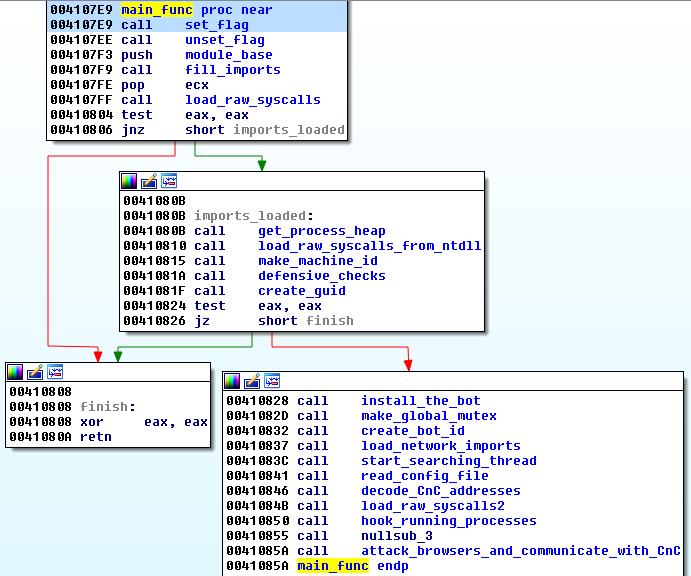 004107E9 main_func proc near
004107E9 call set_flag
004107EE call unset_flag
004107F3 push module_base
004107F9 call fill_imports
004107FE pop ecx
004107FF call load_raw_syscalls
00410804 test eax, eax
00410806 jnz short imports_loaded
0041080B
0041080B imports_loaded:
0041080B call get_process_heap
00410810 call load_raw_syscalls_from_ntdll
00410815 call make_machine_id
0041081A call defensive_checks
0041081F call create_guid
00410824 test eax, eax
00410826 jz short finish
00410808
00410808 finish:
00410808 xor eax, eax
0041080A retn
00410828 call install_the_bot
0041082D call make_global_mutex
00410832 call create_bot_id
00410837 call load_network_imports
0041083C call start_searching_thread
00410841 call read_config_file
00410846 call decode_CnC_addresses
0041084B call load_raw_syscalls2
00410850 call hook_running_processes
00410855 call nullsub_3
0041085A call attack_browsers_and_communicate_with_CnC
0041085A main_func endp